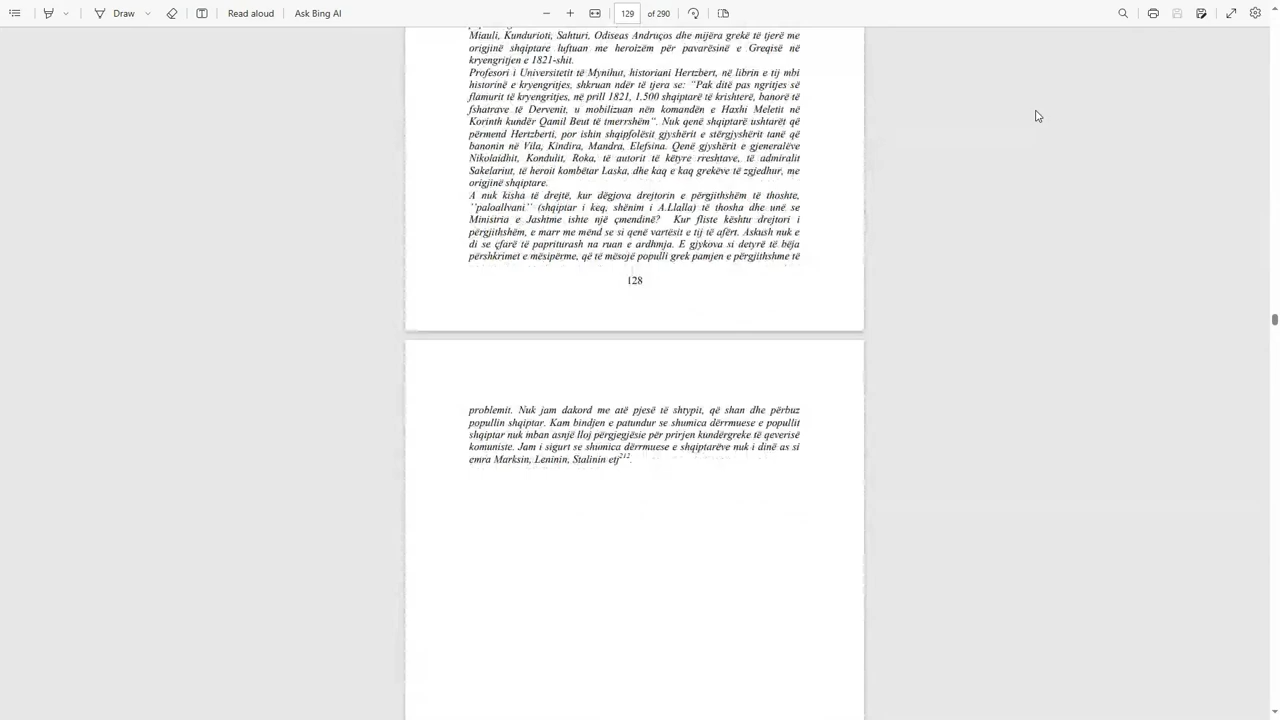 Draw
Read aloud
Ask Bing AI
129 of 290
Miauli, Kundurioti, Sahturi, Odiseas Andruços dhe mijëra grekë të tjerë me
origjinë shqiptare luftuan me heroizëm për pavarësinë e Greqisë në
kryengritjen e 1821-shit.
Profesori i Universitetit të Mynihut, historiani Hertzbert, në librin e tij mbi
historinë e kryengritjes, shkruan ndër të tjera se: “Pak ditë pas ngritjes së
flamurit të kryengritjes, në prill 1821, 1.500 shqiptarë të krishterë, banorë të
fshatrave të Dervenit, u mobilizuan nën komandën e Haxhi Meletit në
Korinth kundër Qamil Beut të tmerrshëm”. Nuk qenë shqiptarë ushtarët që
përmend Hertzberti, por ishin shqipfolësit gjyshërit e stërgjyshërit tanë që
banonin në Vila, Kindira, Mandra, Elefsina. Qenë gjyshërit e gjeneralëve
Nikolaidhit, Kondulit, Roka, të autorit të këtyre rreshtave, të admiralit
Sakelariut, të heroit kombëtar Laska, dhe kaq e kaq grekëve të zgjedhur, me
origjinë shqiptare.
A nuk kisha të drejtë, kur dëgjova drejtorin e përgjithshëm të thoshte,
''paloadlvani'' (shqiptar i keq, shënim i A.Llalla) të thosha dhe unë se
Ministria e Jashtme ishte një çmendinë? Kur fliste kështu drejtori i
përgjithshëm, e marr me mënd se si qenë vartësit e tij të afërt. Askush nuk e
di se çfarë të papriturash na ruan e ardhmja. E gjykova si detyrë të bëja
përshkrimet e mësipërme, që të mësojë populli grek pamjen e përgjithshme të
128
problemit. Nuk jam dakord me atë pjesë të shtypit, që shan dhe përbuz
popullin shqiptar. Kam bindjen e patundur se shumica dërrmuese e popullit
shqiptar nuk mban asnjë lloj përgjegjësie për prirjen kundërgreke të qeverisë
komuniste. Jam i sigurt se shumica dërrmuese e shqiptarëve nuk i dinë as si
emra Marksin, Leninin, Stalinin etj212.